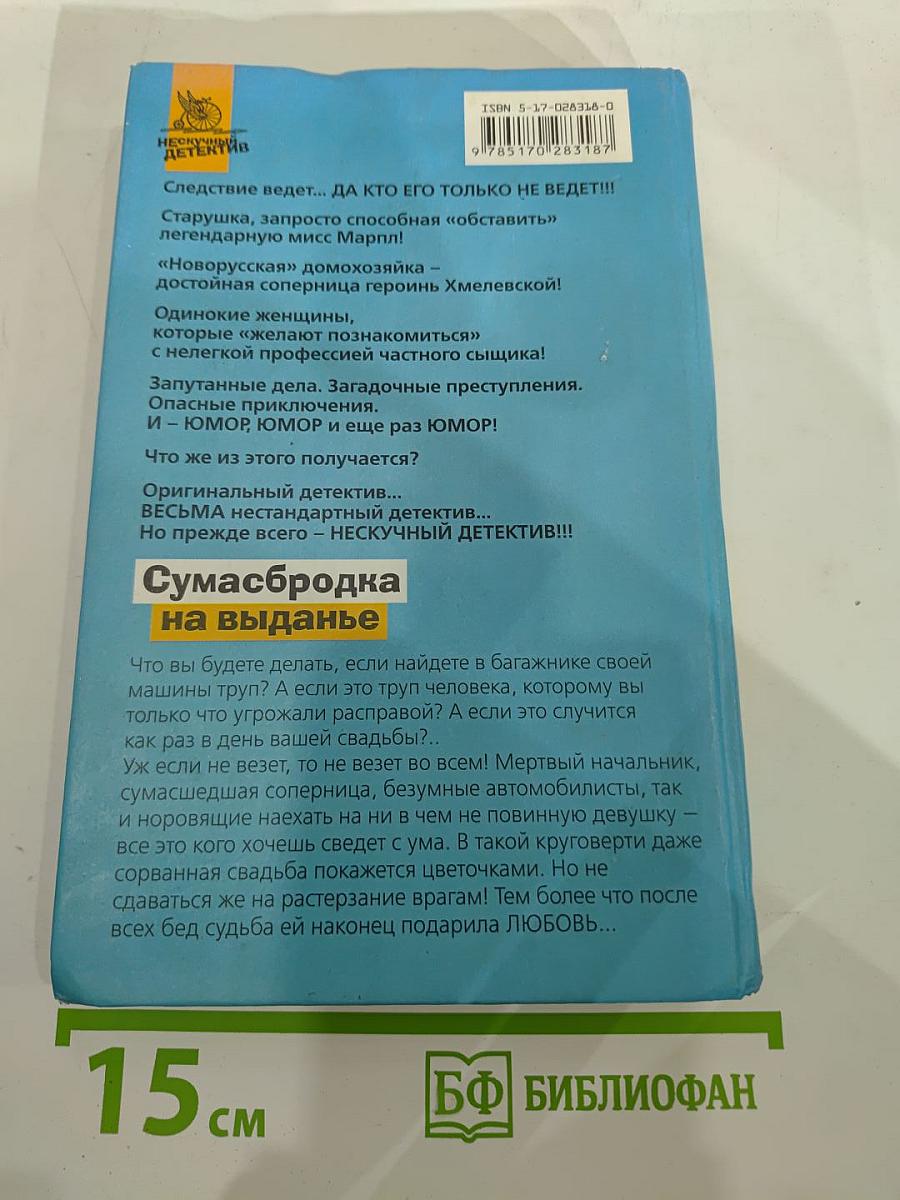 НЕСКУЧНЫЙ
ДЕТЕКТИВ
ISBN 5-17-028318-0
9 785170 283187
Следствие ведет... ДА КТО ЕГО ТОЛЬКО НЕ ВЕДЕТ!!!
Старушка, запросто способная «обставить»
легендарную мисс Марпл!
«Новорусская» домохозяйка –
достойная соперница героинь Хмелевской!
Одинокие женщины,
которые «желают познакомиться»
с нелегкой профессией частного сыщика!
Запутанные дела. Загадочные преступления.
Опасные приключения.
И – ЮМОР, ЮМОР и еще раз ЮМОР!
Что же из этого получается?
Оригинальный детектив...
ВЕСЬМА нестандартный детектив...
Но прежде всего – НЕСКУЧНЫЙ ДЕТЕКТИВ!!!
Сумасбродка
на выданье
Что вы будете делать, если найдете в багажнике своей
машины труп? А если это труп человека, которому вы
только что угрожали расправой? А если это случится
как раз в день вашей свадьбы?..
Уж если не везет, то не везет во всем! Мертвый начальник,
сумасшедшая соперница, безумные автомобилисты, так
и норовящие наехать на ни в чем не повинную девушку –
все это кого хочешь сведет с ума. В такой круговерти даже
сорванная свадьба покажется цветочками. Но не
сдаваться же на растерзание врагам! Тем более что после
всех бед судьба ей наконец подарила ЛЮБОВЬ...
15 см
БФ БИБЛИОФАН